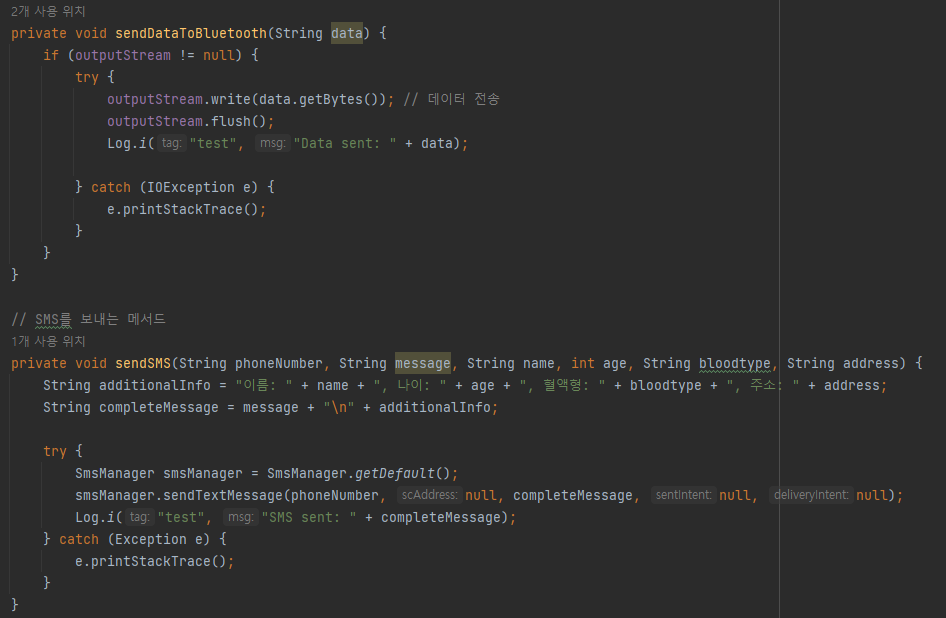 2개 사용 위치
private void sendDataToBluetooth(String data) {
if (outputStream != null) {
try {
outputStream.write(data.getBytes()); // 데이터 전송
outputStream.flush();
Log.i( tag: "test", msg: "Data sent: " + data);
} catch (IOException e) {
e.printStackTrace();
}
}
}
// SMS를 보내는 메서드
1개 사용 위치
private void sendSMS(String phoneNumber, String message, String name, int age, String bloodtype, String address) {
String additionalInfo = "이름: " + name + ", 나이: " + age + ", 혈액형: " + bloodtype + ", 주소: " + address;
String completeMessage = message + "\n" + additionalInfo;
try {
SmsManager smsManager = SmsManager.getDefault();
smsManager.sendTextMessage(phoneNumber, scAddress: null, completeMessage, sentIntent: null, deliveryIntent: null);
Log.i( tag: "test", msg: "SMS sent: " + completeMessage);
} catch (Exception e) {
e.printStackTrace();
}
}